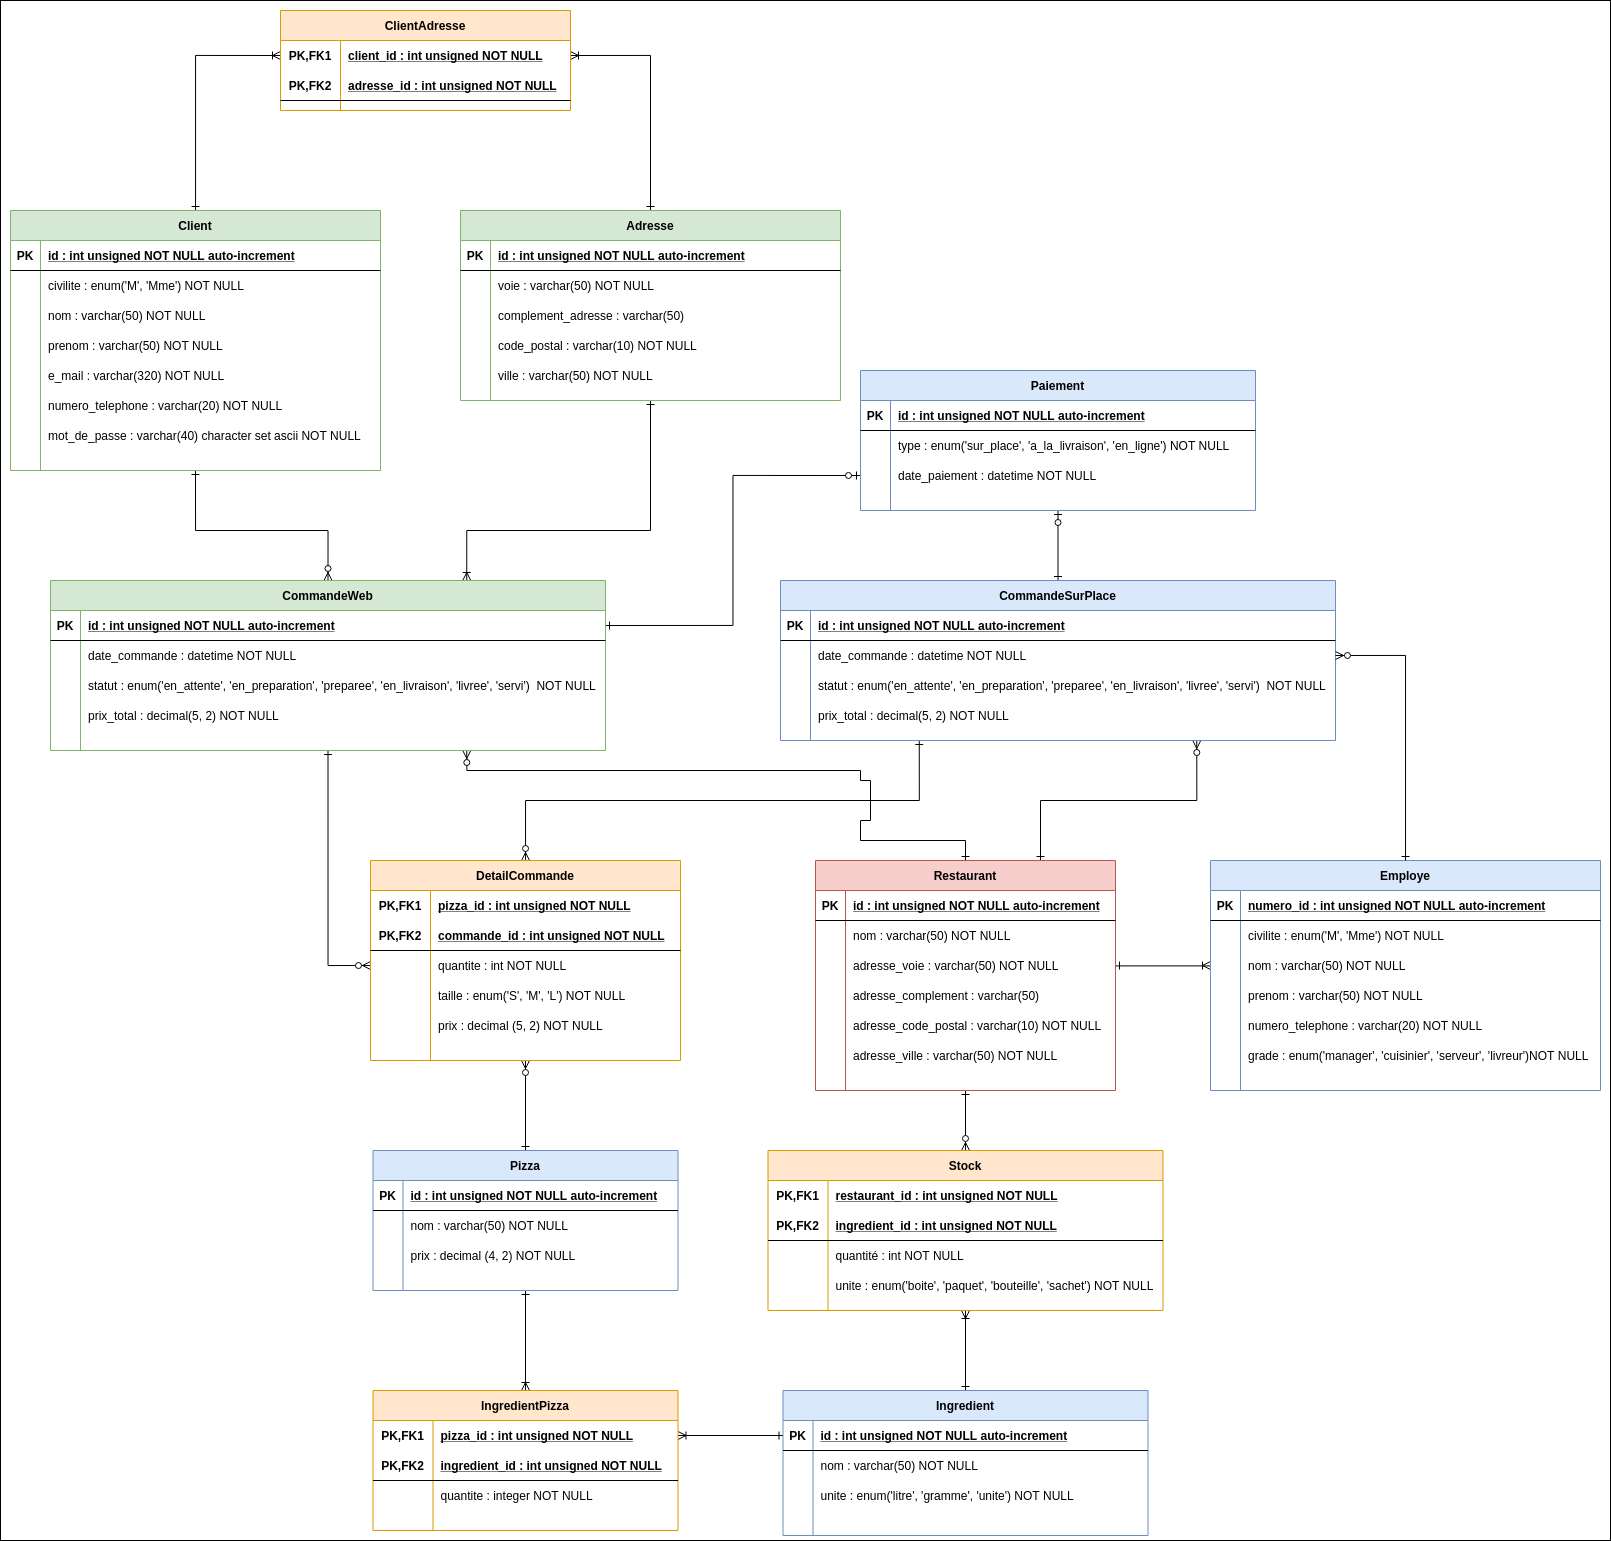 ClientAdresse
PK,FK1 client_id : int unsigned NOT NULL
PK,FK2 adresse_id : int unsigned NOT NULL
Client
PK id : int unsigned NOT NULL auto-increment
civilite : enum('M', 'Mme') NOT NULL
nom : varchar(50) NOT NULL
prenom : varchar(50) NOT NULL
e_mail : varchar(320) NOT NULL
numero_telephone : varchar(20) NOT NULL
mot_de_passe : varchar(40) character set ascii NOT NULL
Adresse
PK id : int unsigned NOT NULL auto-increment
voie : varchar(50) NOT NULL
complement_adresse : varchar(50)
code_postal : varchar(10) NOT NULL
ville : varchar(50) NOT NULL
Paiement
PK id : int unsigned NOT NULL auto-increment
type : enum('sur_place', 'a_la_livraison', 'en_ligne') NOT NULL
date_paiement : datetime NOT NULL
CommandeWeb
PK id : int unsigned NOT NULL auto-increment
date_commande : datetime NOT NULL
statut : enum('en_attente', 'en_preparation', 'preparee', 'en_livraison', 'livree', 'servi') NOT NULL
prix_total : decimal(5, 2) NOT NULL
CommandeSurPlace
PK id : int unsigned NOT NULL auto-increment
date_commande : datetime NOT NULL
statut : enum('en_attente', 'en_preparation', 'preparee', 'en_livraison', 'livree', 'servi') NOT NULL
prix_total : decimal(5, 2) NOT NULL
DetailCommande
PK,FK1 pizza_id : int unsigned NOT NULL
PK,FK2 commande_id : int unsigned NOT NULL
quantite : int NOT NULL
taille : enum('S', 'M', 'L') NOT NULL
prix : decimal (5, 2) NOT NULL
Restaurant
PK id : int unsigned NOT NULL auto-increment
nom : varchar(50) NOT NULL
adresse_voie : varchar(50) NOT NULL
adresse_complement : varchar(50)
adresse_code_postal : varchar(10) NOT NULL
adresse_ville : varchar(50) NOT NULL
Employe
PK numero_id : int unsigned NOT NULL auto-increment
civilite : enum('M', 'Mme') NOT NULL
nom : varchar(50) NOT NULL
prenom : varchar(50) NOT NULL
numero_telephone : varchar(20) NOT NULL
grade : enum('manager', 'cuisinier', 'serveur', 'livreur')NOT NULL
Pizza
PK id : int unsigned NOT NULL auto-increment
nom : varchar(50) NOT NULL
prix : decimal (4, 2) NOT NULL
Stock
PK,FK1 restaurant_id : int unsigned NOT NULL
PK,FK2 ingredient_id : int unsigned NOT NULL
quantité : int NOT NULL
unite : enum('boite', 'paquet', 'bouteille', 'sachet') NOT NULL
IngredientPizza
PK,FK1 pizza_id : int unsigned NOT NULL
PK,FK2 ingredient_id : int unsigned NOT NULL
quantite : integer NOT NULL
Ingredient
PK id : int unsigned NOT NULL auto-increment
nom : varchar(50) NOT NULL
unite : enum('litre', 'gramme', 'unite') NOT NULL